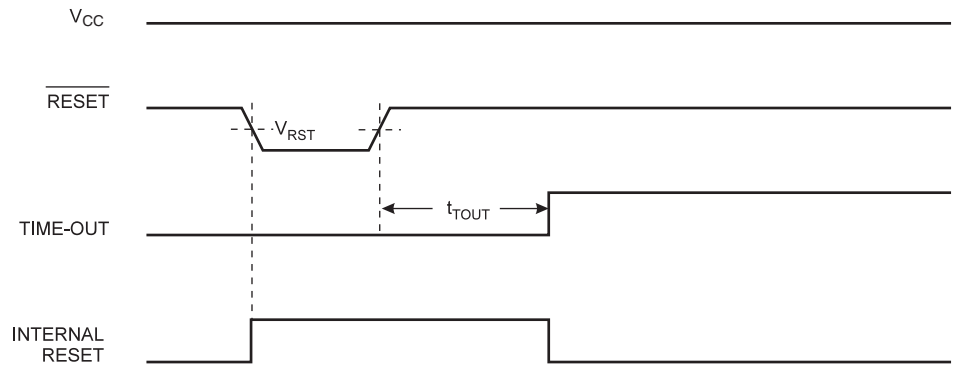 VCC
RESET
VRST
tTOUT
TIME-OUT
INTERNAL
RESET